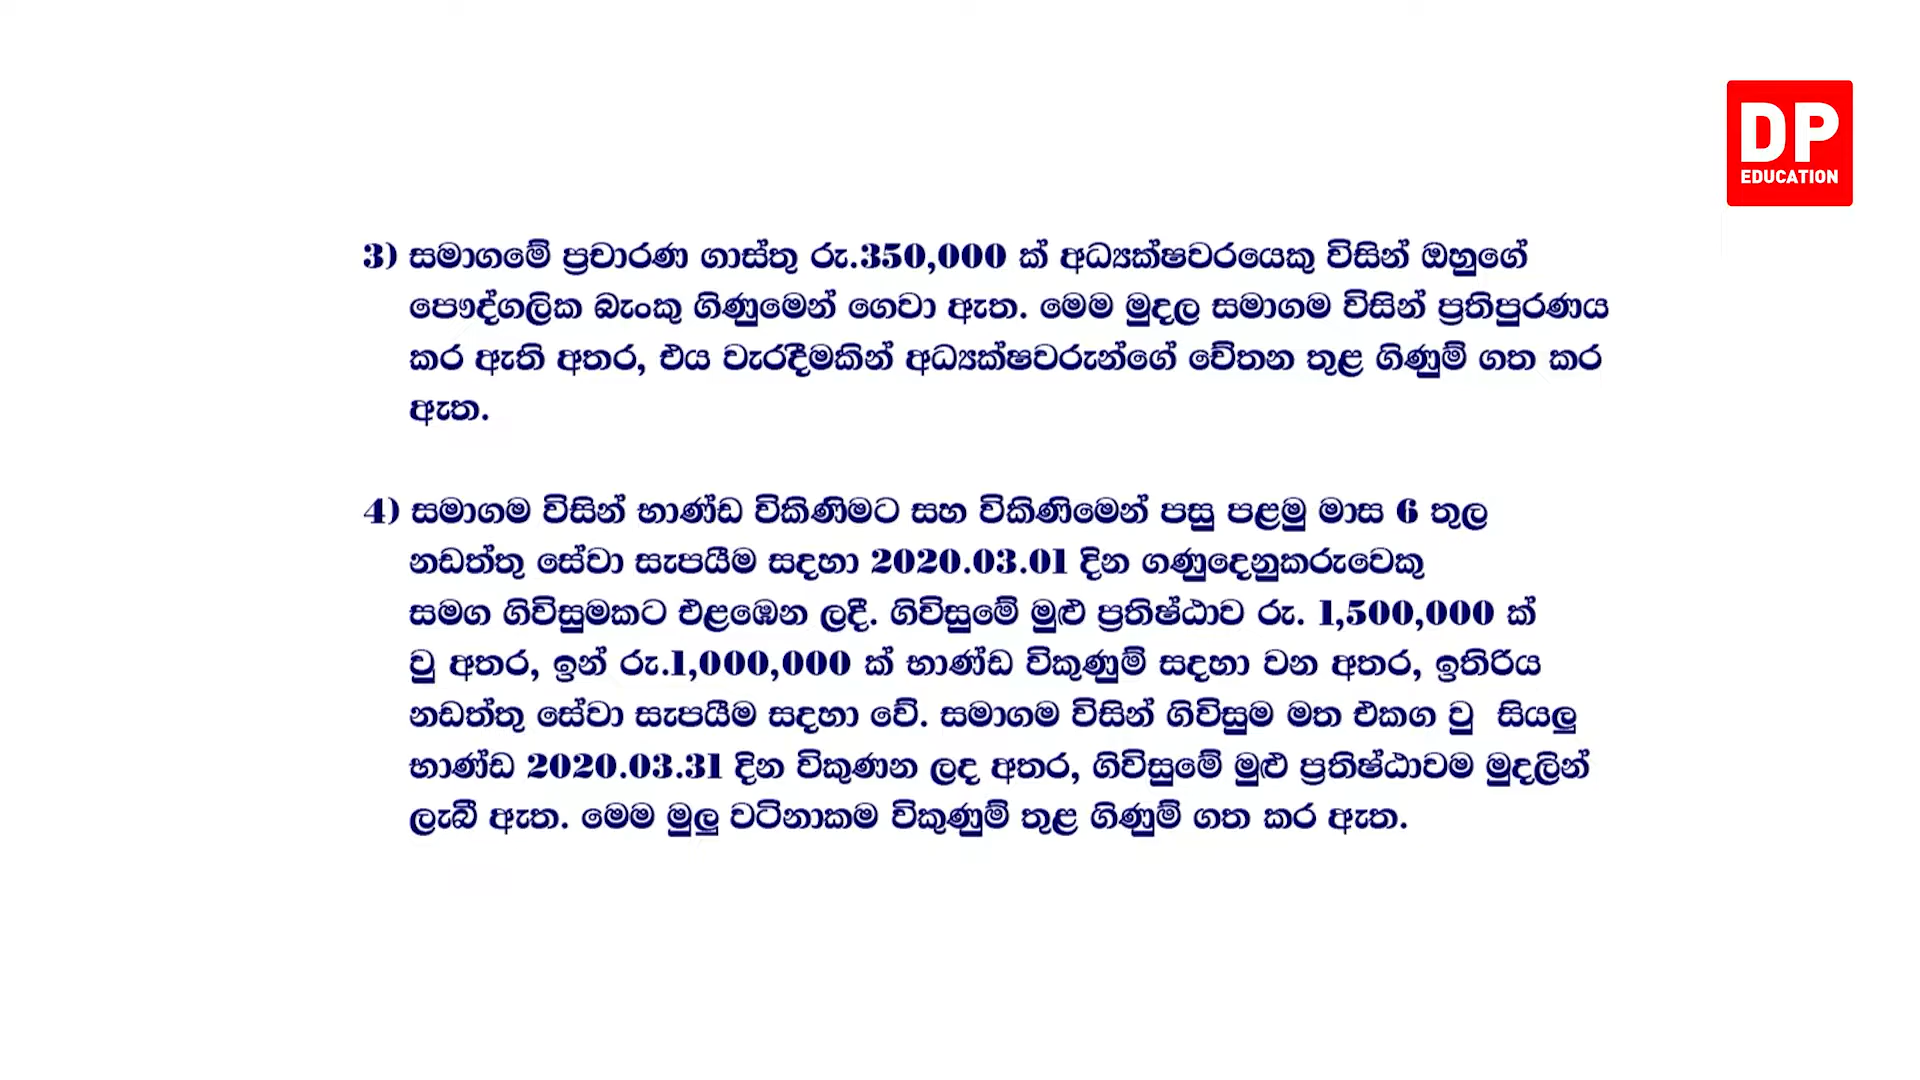 DP
EDUCATION
3) සමාගමේ ප්‍රචාරණ ගාස්තු රු.350,000 ක් අධ්‍යක්ෂවරයෙකු විසින් ඔහුගේ
පෞද්ගලික බැංකු ගිණුමෙන් ගෙවා ඇත. මෙම මුදල සමාගම විසින් ප්‍රතිපුරණය
කර ඇති අතර, එය වැරදීමකින් අධ්‍යක්ෂවරුන්ගේ චේතන තුළ ගිණුම් ගත කර
ඇත.
4) සමාගම විසින් භාණ්ඩ විකිණීමට සහ විකිණීමෙන් පසු පළමු මාස 6 තුල
නඩත්තු සේවා සැපයීම සදහා 2020.03.01 දින ගණුදෙනුකරුවෙකු
සමග ගිවිසුමකට එළඹෙන ලදී. ගිවිසුමේ මුළු ප්‍රතිෂ්ඨාව රු. 1,500,000 ක්
වු අතර, ඉන් රු.1,000,000 ක් භාණ්ඩ විකුණුම් සදහා වන අතර, ඉතිරිය
නඩත්තු සේවා සැපයීම සදහා වේ. සමාගම විසින් ගිවිසුම මත එකග වු සියලු
භාණ්ඩ 2020.03.31 දින විකුණන ලද අතර, ගිවිසුමේ මුළු ප්‍රතිෂ්ඨාවම මුදලින්
ලැබී ඇත. මෙම මුලු වටිනාකම විකුණුම් තුළ ගිණුම් ගත කර ඇත.